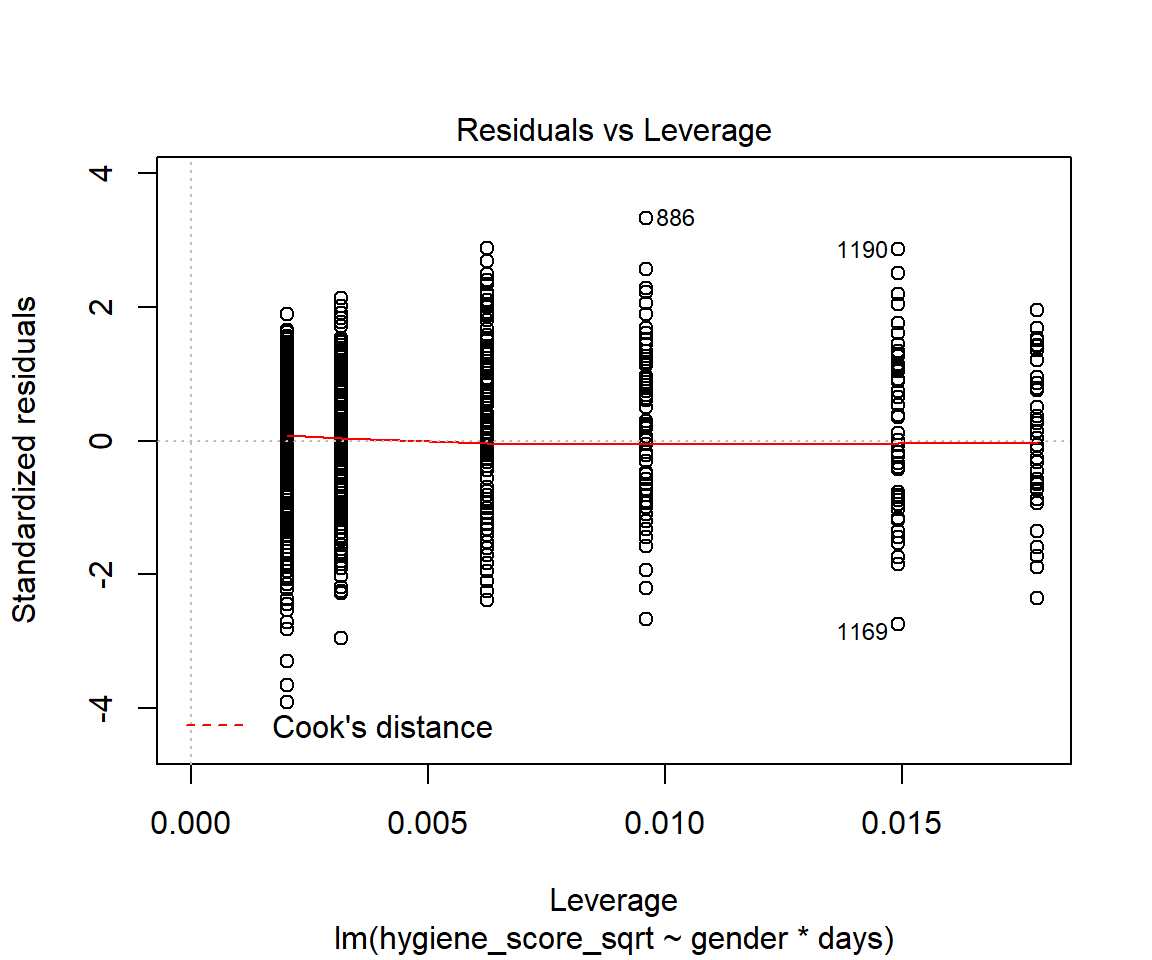 Residuals vs Leverage
Standardized residuals
4
2
0
-2
-4
886
1190
1169
Cook's distance
0.000 0.005 0.010 0.015
Leverage
lm(hygiene_score_sqrt ~ gender * days)